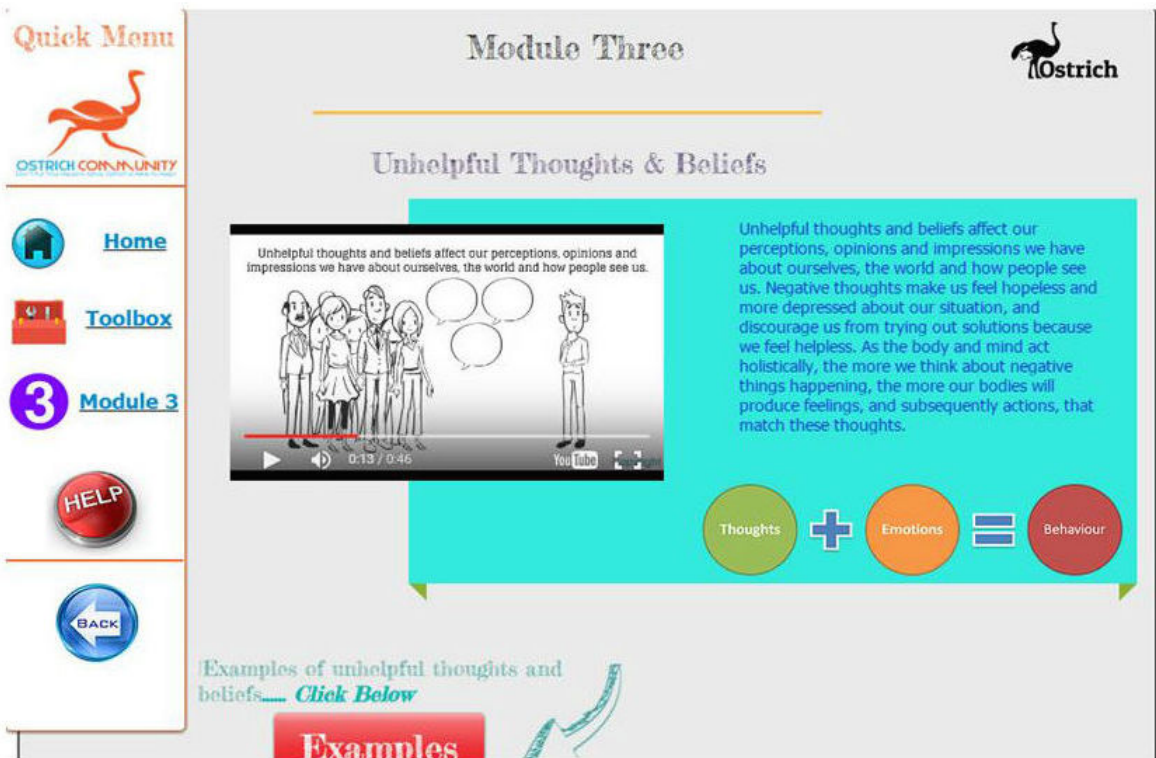 Quick Menu
OSTRICH COMMUNITY
Home
Toolbox
3
Module 3
HELP
BACK
Module Three
Ostrich
Unhelpful Thoughts & Beliefs
Unhelpful thoughts and beliefs affect our perceptions, opinions and
impressions we have about ourselves, the world and how people see us.
0:13 / 0:46
YouTube
Unhelpful thoughts and beliefs affect our
perceptions, opinions and impressions we have
about ourselves, the world and how people see
us. Negative thoughts make us feel hopeless and
more depressed about our situation, and
discourage us from trying out solutions because
we feel helpless. As the body and mind act
holistically, the more we think about negative
things happening, the more our bodies will
produce feelings, and subsequently actions, that
match these thoughts.
Thoughts
Emotions
Behaviour
Examples of unhelpful thoughts and
beliefs..... Click Below
Examples